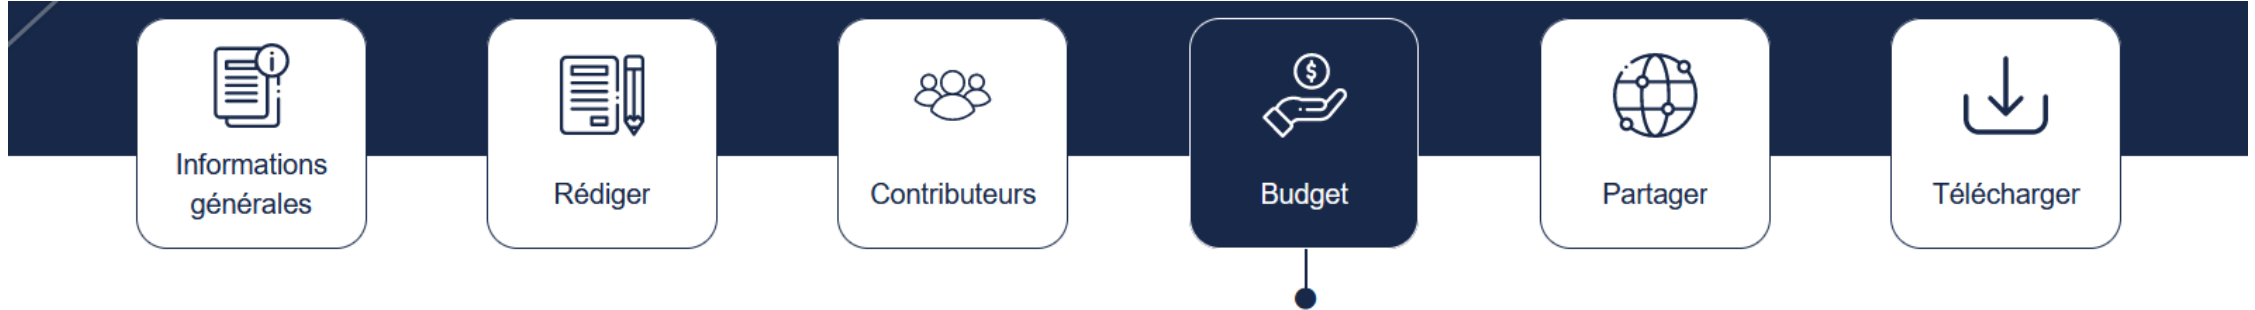 Informations
générales
Rédiger
Contributeurs
$
Budget
Partager
Télécharger